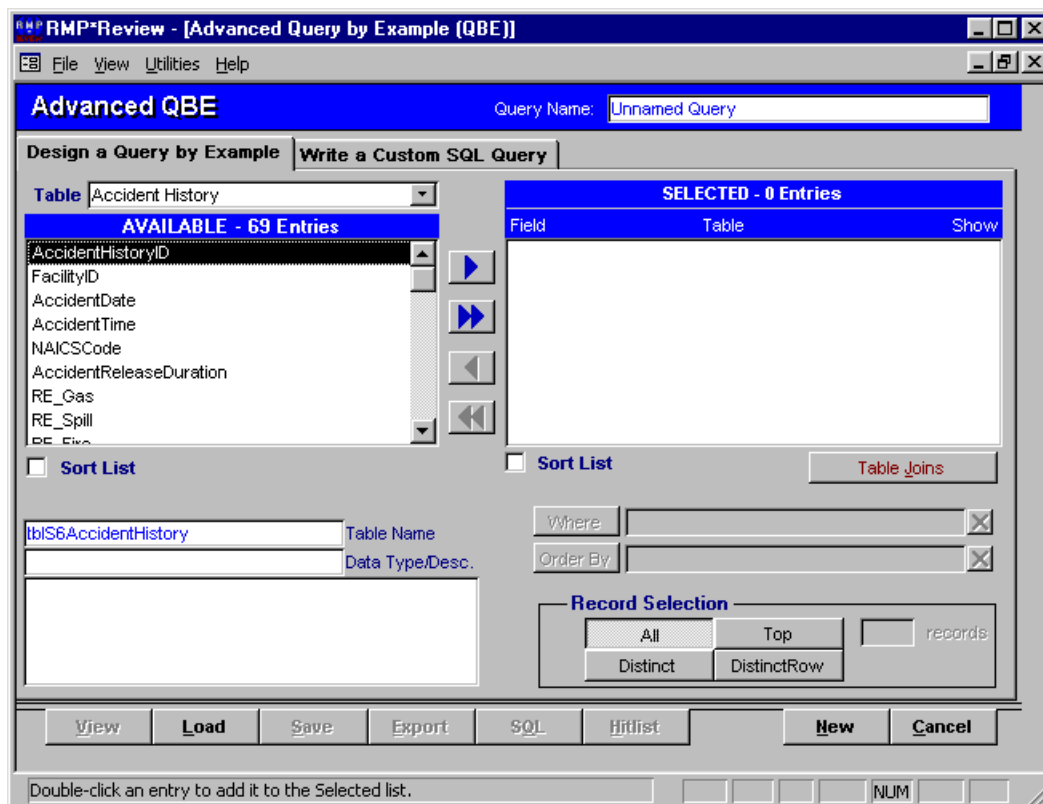 RMP*Review - [Advanced Query by Example (QBE)]
File View Utilities Help
Advanced QBE
Query Name: Unnamed Query
Design a Query by Example
Write a Custom SQL Query
Table Accident History
AVAILABLE - 69 Entries
AccidentHistoryID
FacilityID
AccidentDate
AccidentTime
NAICSCode
AccidentReleaseDuration
RE_Gas
RE_Spill
RE_Fire
Sort List
SELECTED - 0 Entries
Field Table Show
Sort List
Table Joins
tblS6AccidentHistory Table Name
Data Type/Desc.
Where
Order By
Record Selection
All Top records
Distinct DistinctRow
View Load Save Export SQL Hitlist New Cancel
Double-click an entry to add it to the Selected list. NUM